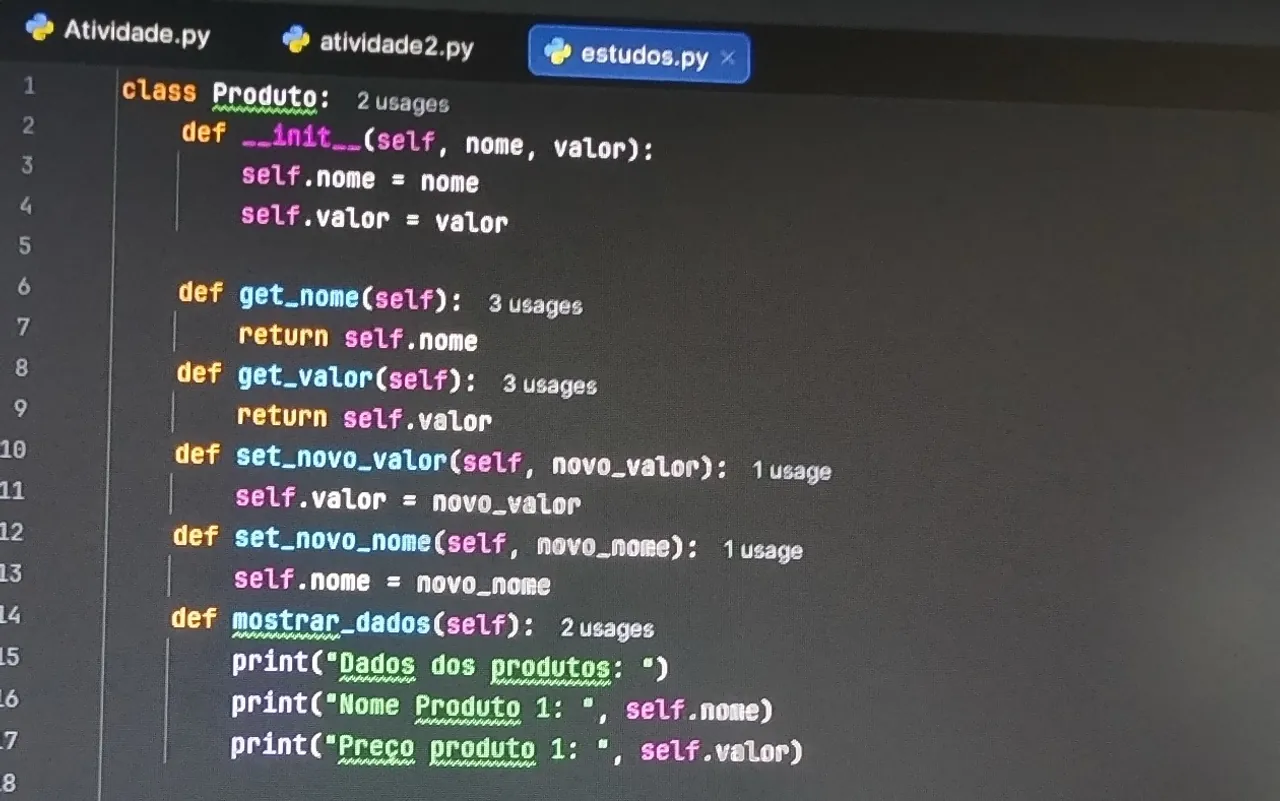 Atividade.py atividade2.py estudos.py ×
1 class Produto: 2 usages
2 def __init__(self, nome, valor):
3 self.nome = nome
4 self.valor = valor
5
6 def get_nome(self): 3 usages
7 return self.nome
8 def get_valor(self): 3 usages
9 return self.valor
10 def set_novo_valor(self, novo_valor): 1 usage
11 self.valor = novo_valor
12 def set_novo_nome(self, novo_nome): 1 usage
13 self.nome = novo_nome
14 def mostrar_dados(self): 2 usages
15 print("Dados dos produtos: ")
16 print("Nome Produto 1: ", self.nome)
17 print("Preço produto 1: ", self.valor)
18